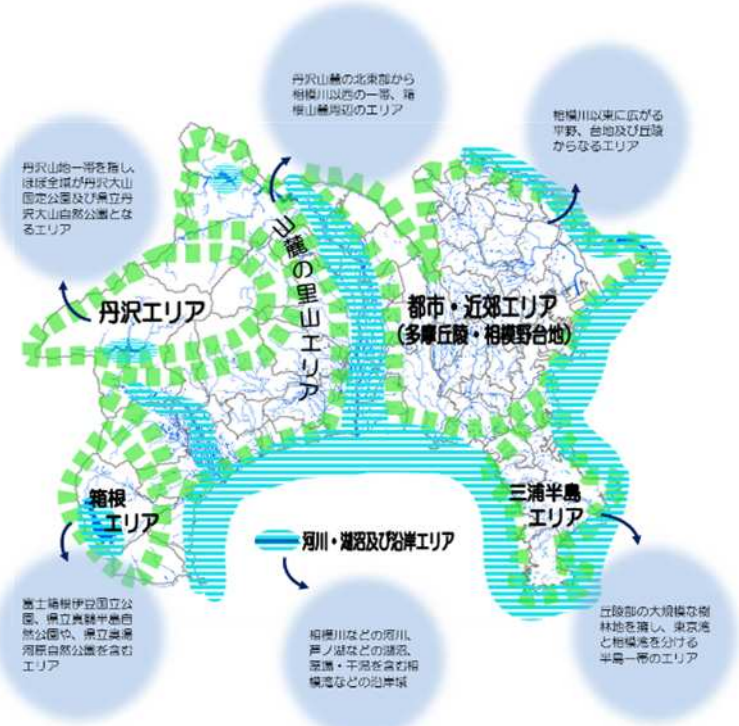 丹沢山麓の北東部から
相模川以西の一帯、箱
根山麓周辺のエリア
相模川以東に広がる
平野、台地及び丘陵
からなるエリア
丹沢山地一帯を指し、
ほぼ全域が丹沢大山
国定公園及び県立丹
沢大山自然公園とな
るエリア
丹沢エリア
山麓の里山エリア
都市・近郊エリア
(多摩丘陵・相模野台地)
箱根
エリア
三浦半島
エリア
河川・湖沼及び沿岸エリア
富士箱根伊豆国立公
園、県立真鶴半島自
然公園や、県立奥湯
河原自然公園を含む
エリア
相模川などの河川、
芦ノ湖などの湖沼、
藻場・干潟を含む相
模湾などの沿岸域
丘陵部の大規模な樹
林地を擁し、東京湾
と相模湾を分ける
半島一帯のエリア